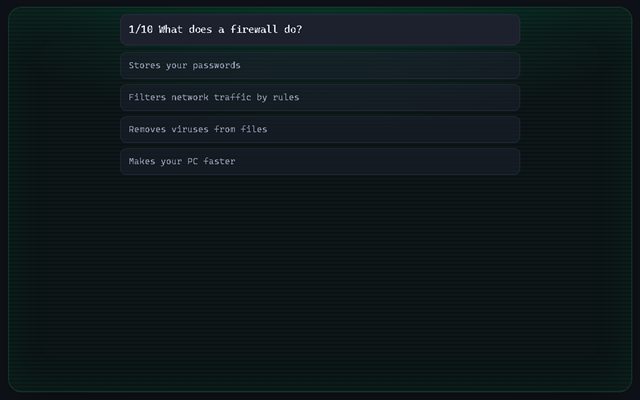 1/10 What does a firewall do?
Stores your passwords
Filters network traffic by rules
Removes viruses from files
Makes your PC faster